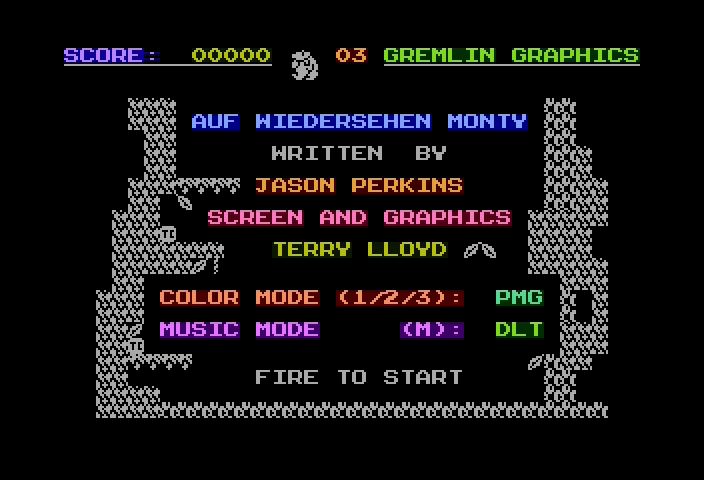 SCORE: 00000 03 GREMLIN GRAPHICS
AUF WIEDERSEHEN MONTY
WRITTEN BY
JASON PERKINS
SCREEN AND GRAPHICS
TERRY LLOYD
COLOR MODE (1/2/3): PMG
MUSIC MODE (M): DLT
FIRE TO START